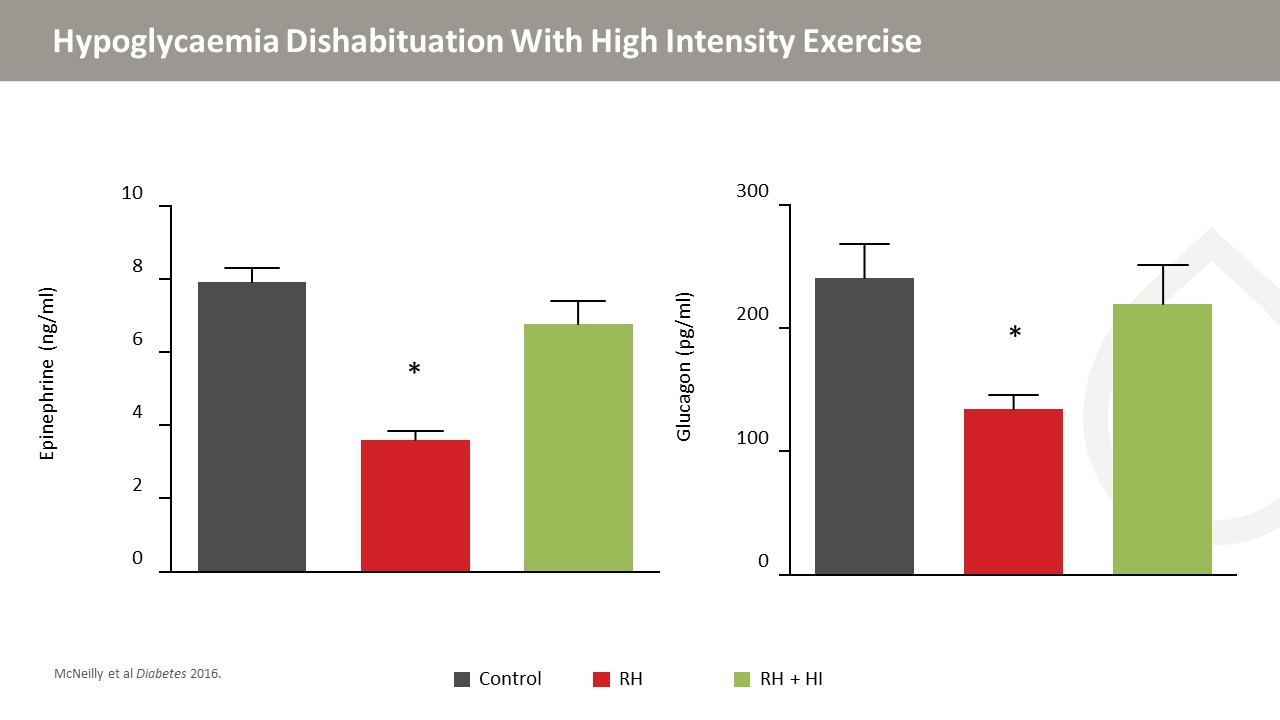 Hypoglycaemia Dishabituation With High Intensity Exercise
Epinephrine (ng/ml)
10
8
6
4
2
0
*
Glucagon (pg/ml)
300
200
100
0
*
McNeilly et al Diabetes 2016.
Control
RH
RH + HI